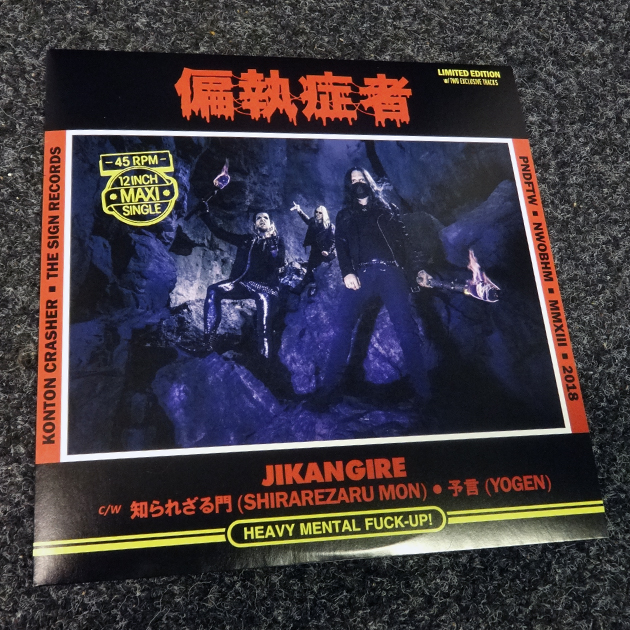 偏執症者
LIMITED EDITION
w/ TWO EXCLUSIVE TRACKS
- 45 RPM -
12 INCH
MAXI
SINGLE
KONTON CRASHER ■ THE SIGN RECORDS
PNDFTW ■ NWOBHM ■ MMXIII ■ 2018
JIKANGIRE
c/w 知られざる門 (SHIRAREZARU MON) ● 予言 (YOGEN)
HEAVY MENTAL FUCK-UP!